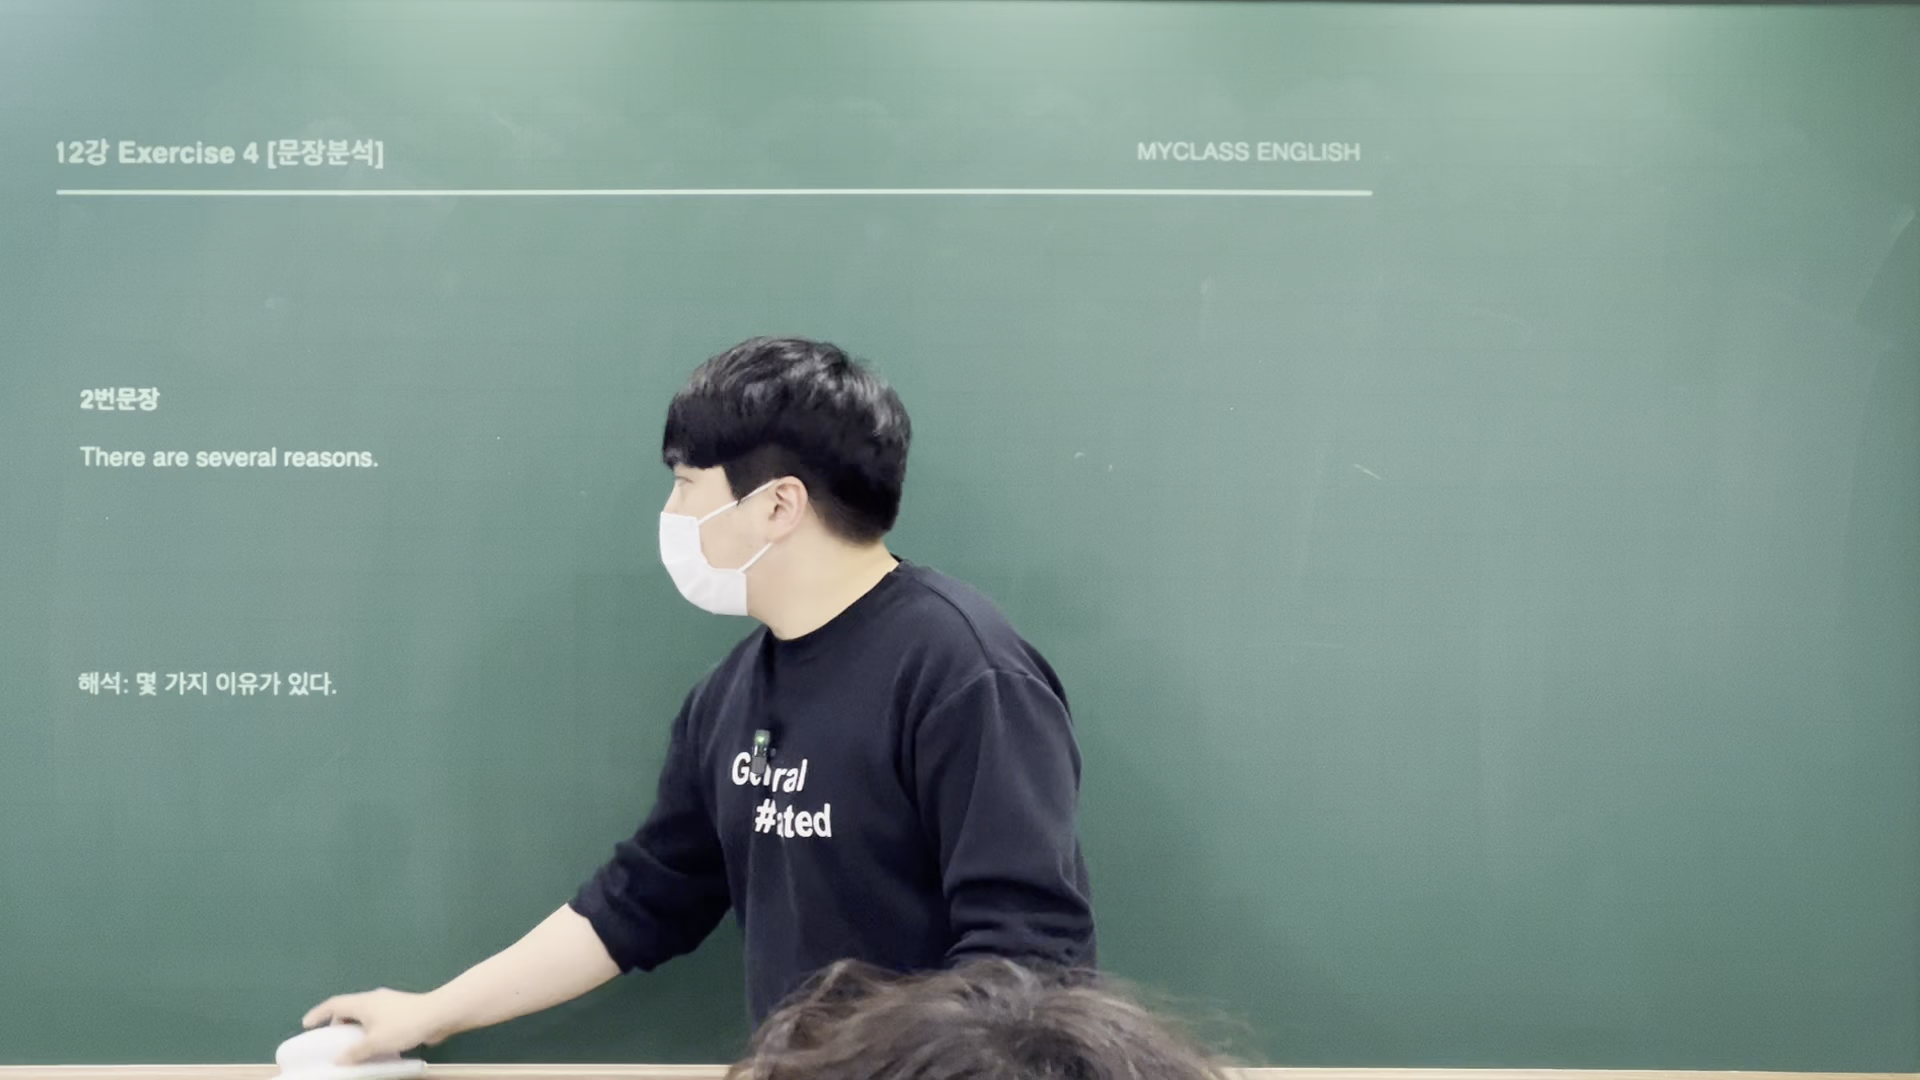 12강 Exercise 4 [문장분석]
MYCLASS ENGLISH
2번문장
There are several reasons.
해석: 몇 가지 이유가 있다.